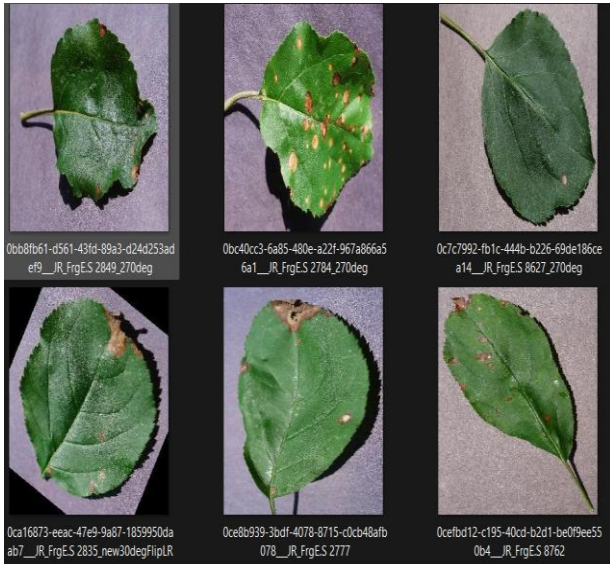 0bb8fb61-d561-43fd-89a3-d24d253ad
ef9__JR_FrgE.S 2849_270deg
0bc40cc3-6a85-480e-a22f-967a866a5
6a1__JR_FrgE.S 2784_270deg
0c7c7992-fb1c-444b-b226-69de186ce
a14__JR_FrgE.S 8627_270deg
0ca16873-eeac-47e9-9a87-1859950da
ab7__JR_FrgE.S 2835_new30degFlipLR
0ce8b939-3bdf-4078-8715-c0cb48afb
078__JR_FrgE.S 2777
0cefbd12-c195-40cd-b2d1-be0f9ee55
0b4__JR_FrgE.S 8762